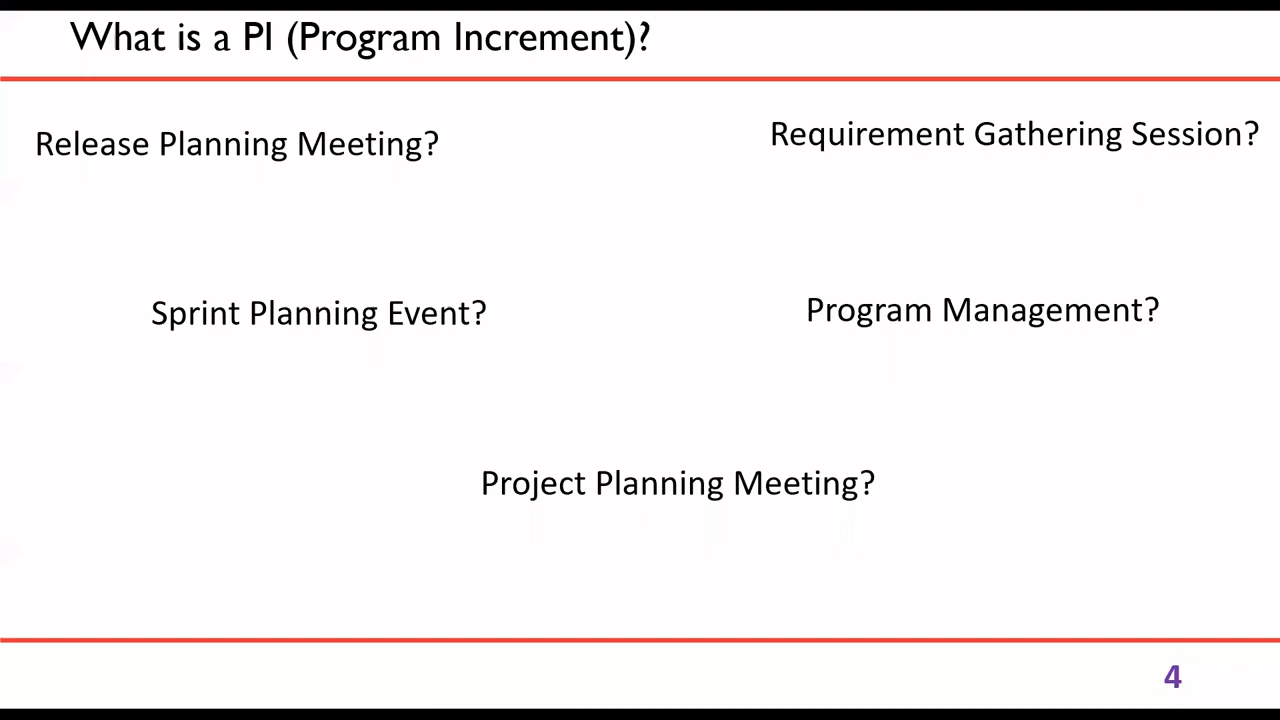 What is a PI (Program Increment)?
Release Planning Meeting?
Requirement Gathering Session?
Sprint Planning Event?
Program Management?
Project Planning Meeting?
4